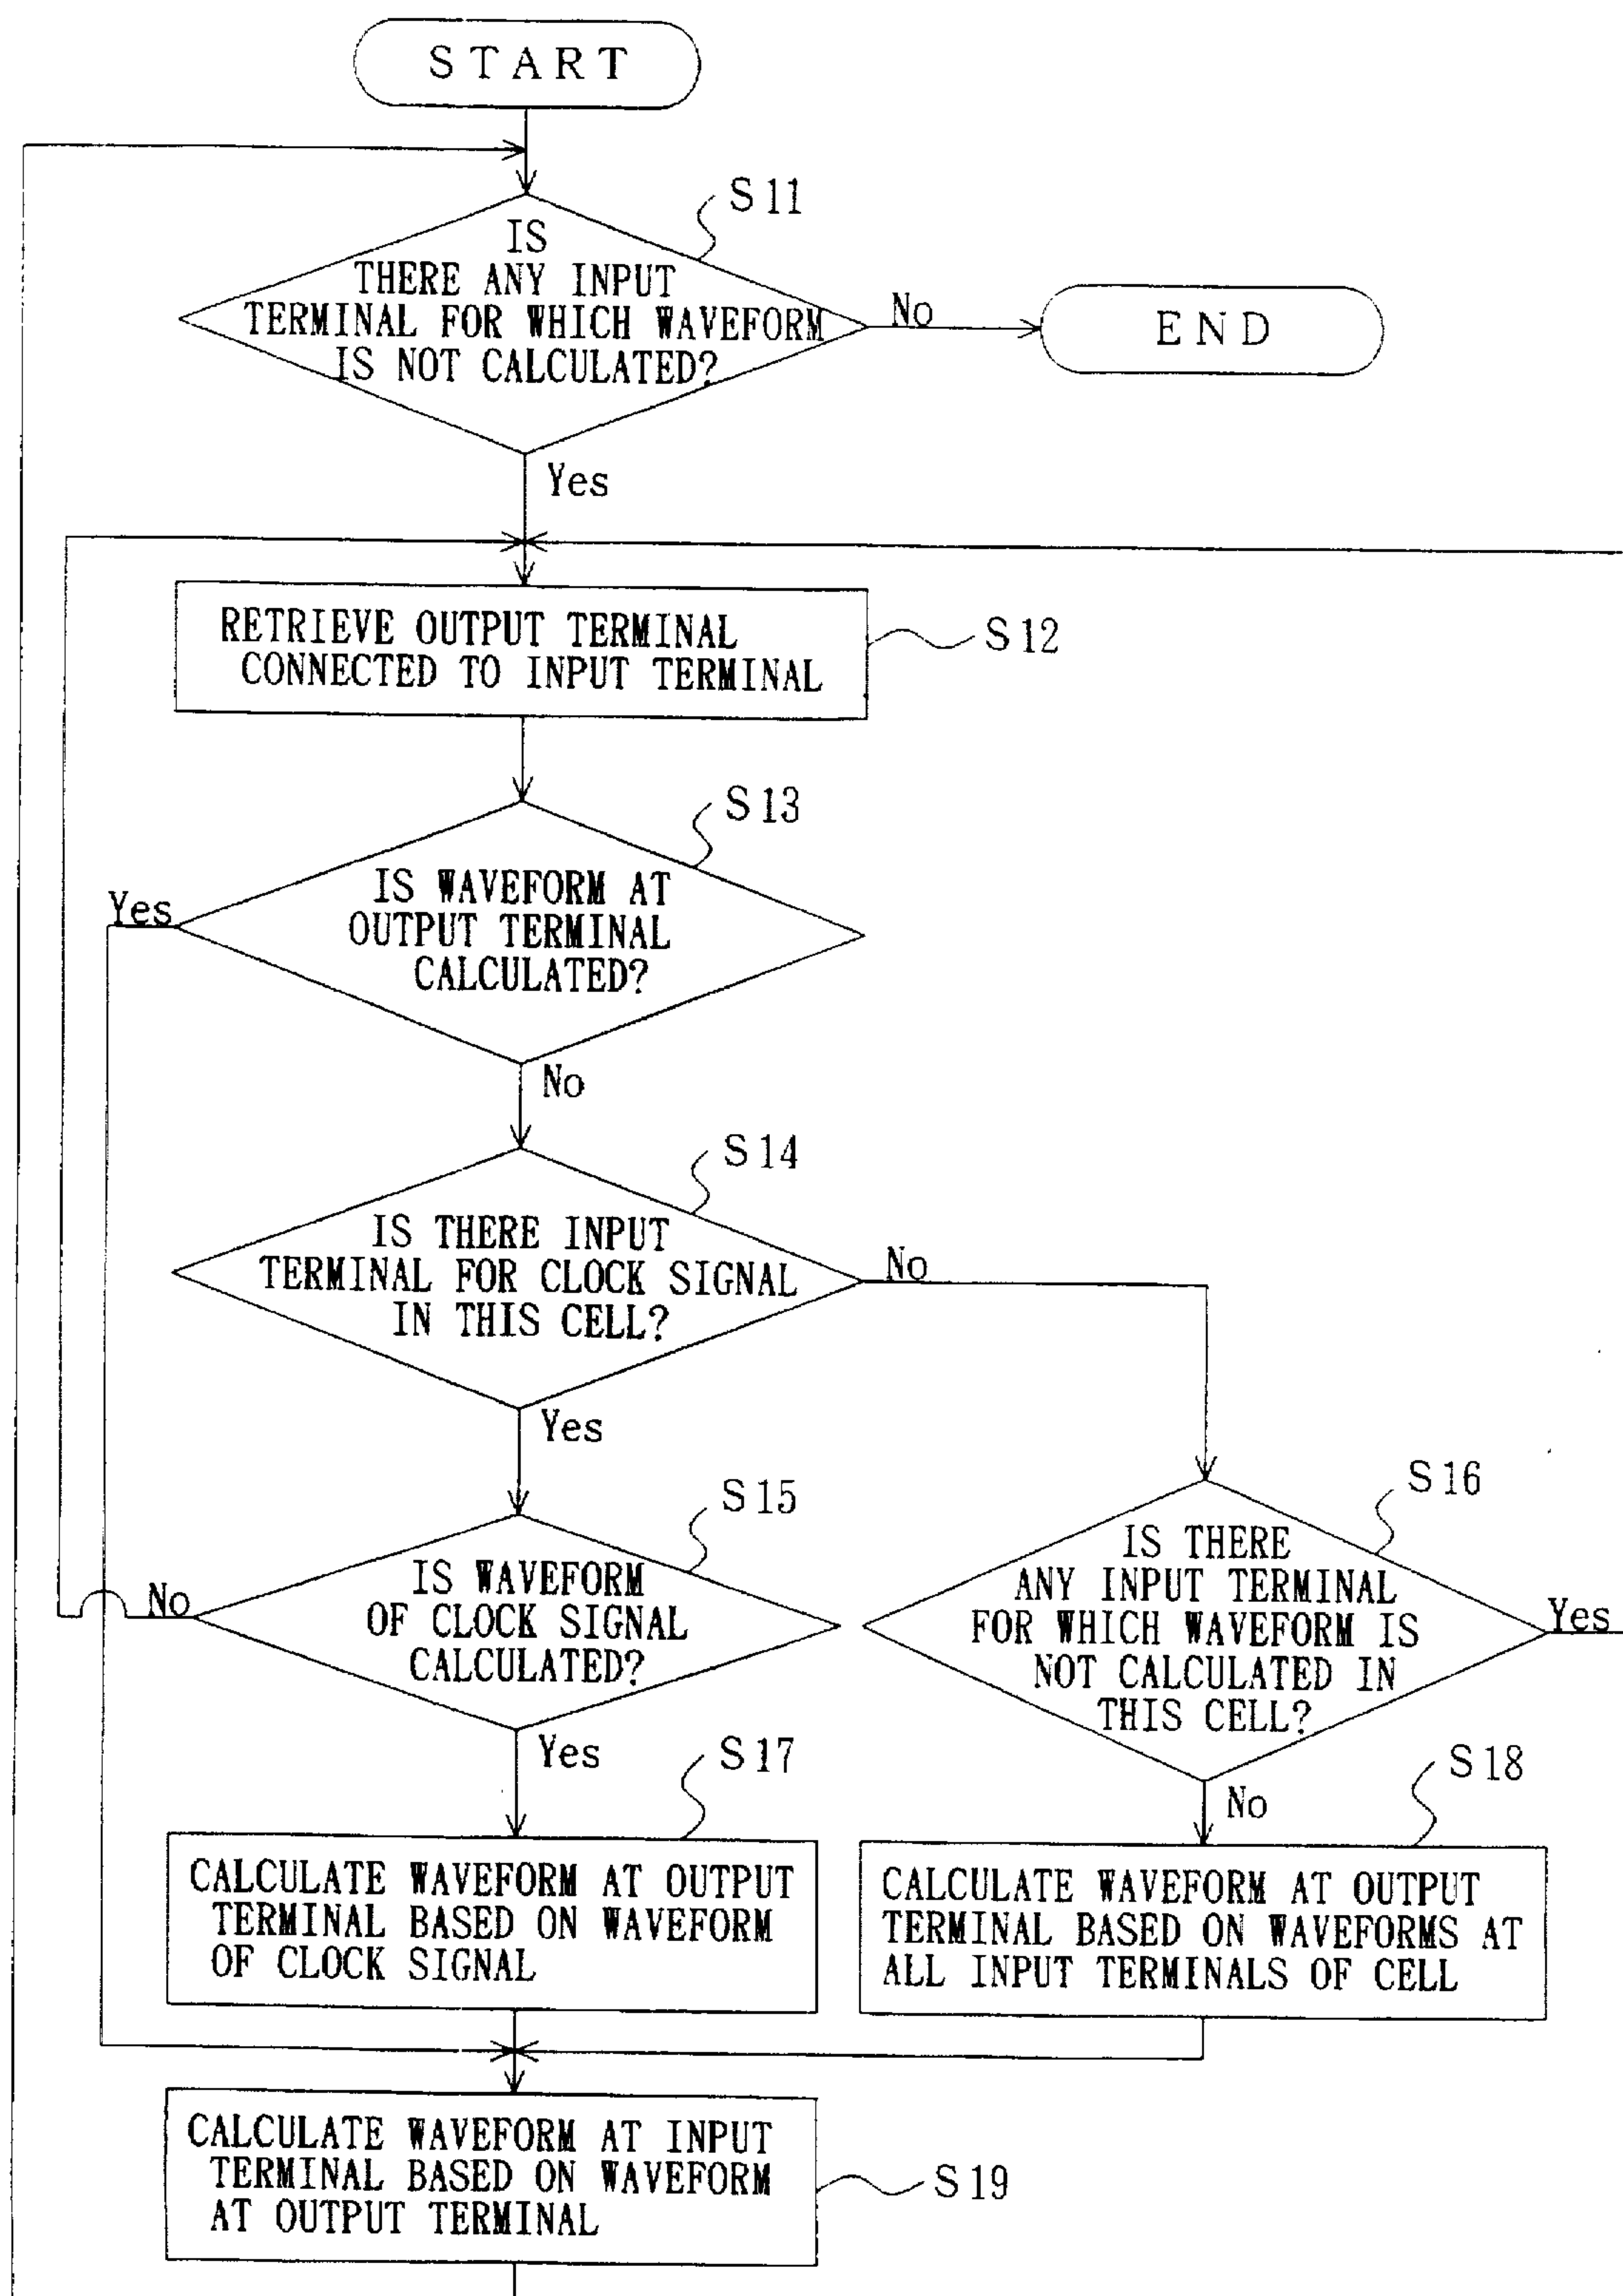 START
S11
IS
THERE ANY INPUT
TERMINAL FOR WHICH WAVEFORM
IS NOT CALCULATED?
No
END
Yes
RETRIEVE OUTPUT TERMINAL
CONNECTED TO INPUT TERMINAL
S12
S13
IS WAVEFORM AT
OUTPUT TERMINAL
CALCULATED?
Yes
No
S14
IS THERE INPUT
TERMINAL FOR CLOCK SIGNAL
IN THIS CELL?
No
Yes
S15
IS WAVEFORM
OF CLOCK SIGNAL
CALCULATED?
No
Yes
S16
IS THERE
ANY INPUT TERMINAL
FOR WHICH WAVEFORM IS
NOT CALCULATED IN
THIS CELL?
Yes
No
S17
CALCULATE WAVEFORM AT OUTPUT
TERMINAL BASED ON WAVEFORM
OF CLOCK SIGNAL
S18
CALCULATE WAVEFORM AT OUTPUT
TERMINAL BASED ON WAVEFORMS AT
ALL INPUT TERMINALS OF CELL
CALCULATE WAVEFORM AT INPUT
TERMINAL BASED ON WAVEFORM
AT OUTPUT TERMINAL
S19